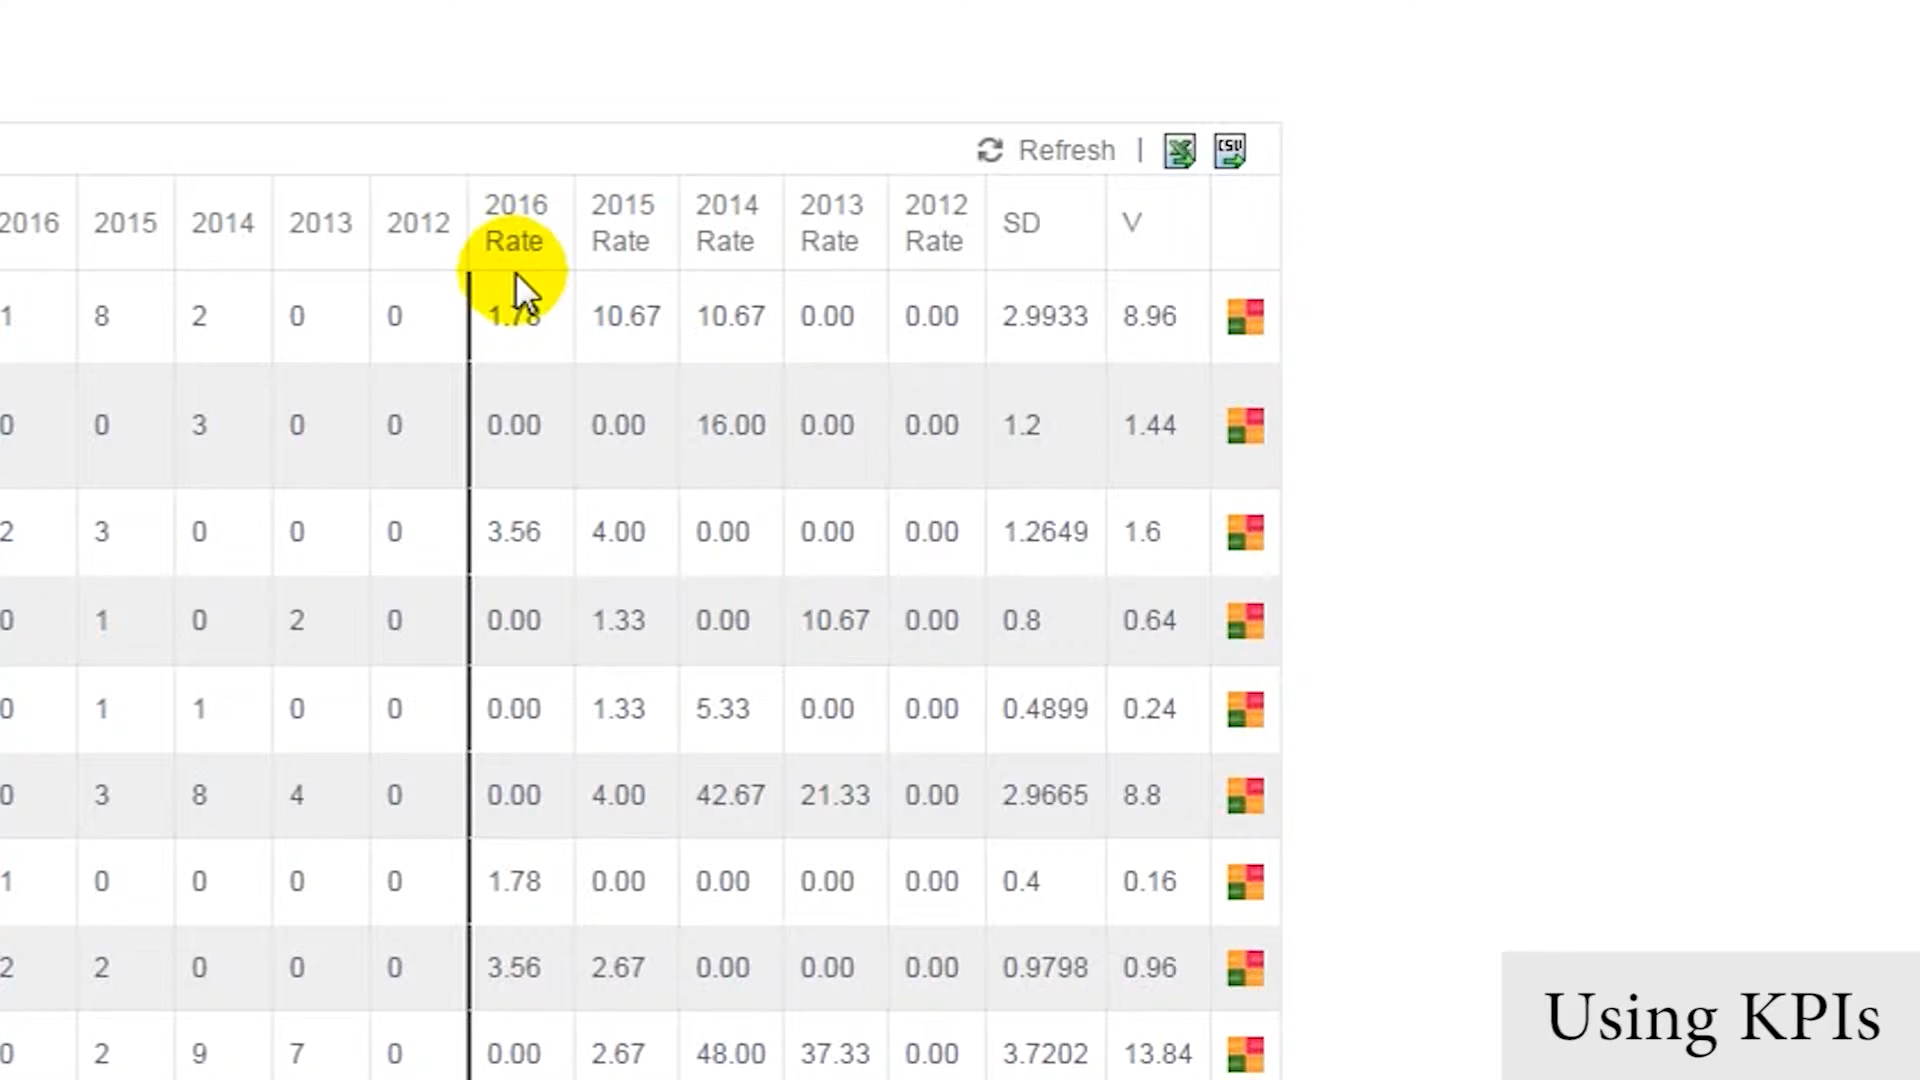 Refresh |
CSV
2016 2015 2014 2013 2012 2016 Rate 2015 Rate 2014 Rate 2013 Rate 2012 Rate SD V
1 8 2 0 0 1.78 10.67 10.67 0.00 0.00 2.9933 8.96
0 0 3 0 0 0.00 0.00 16.00 0.00 0.00 1.2 1.44
2 3 0 0 0 3.56 4.00 0.00 0.00 0.00 1.2649 1.6
0 1 0 2 0 0.00 1.33 0.00 10.67 0.00 0.8 0.64
0 1 1 0 0 0.00 1.33 5.33 0.00 0.00 0.4899 0.24
0 3 8 4 0 0.00 4.00 42.67 21.33 0.00 2.9665 8.8
1 0 0 0 0 1.78 0.00 0.00 0.00 0.00 0.4 0.16
2 2 0 0 0 3.56 2.67 0.00 0.00 0.00 0.9798 0.96
0 2 9 7 0 0.00 2.67 48.00 37.33 0.00 3.7202 13.84
Using KPIs